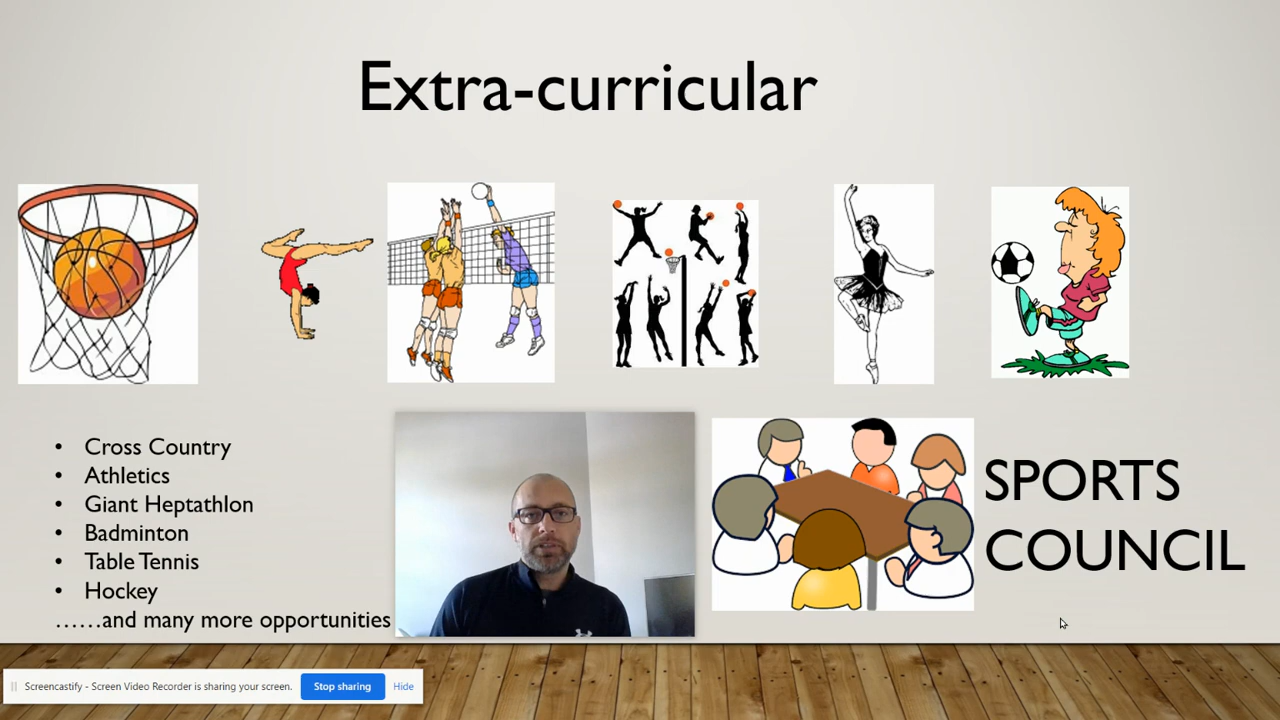 Extra-curricular
• Cross Country
• Athletics
• Giant Heptathlon
• Badminton
• Table Tennis
• Hockey
……and many more opportunities
SPORTS
COUNCIL
Screencastify - Screen Video Recorder is sharing your screen. Stop sharing Hide